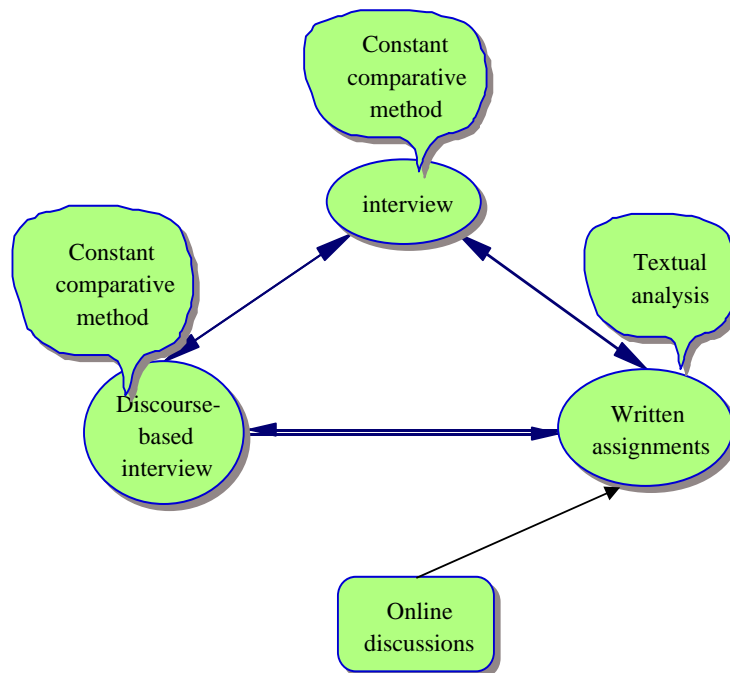 Constant
comparative
method
interview
Constant
comparative
method
Textual
analysis
Discourse-
based
interview
Written
assignments
Online
discussions